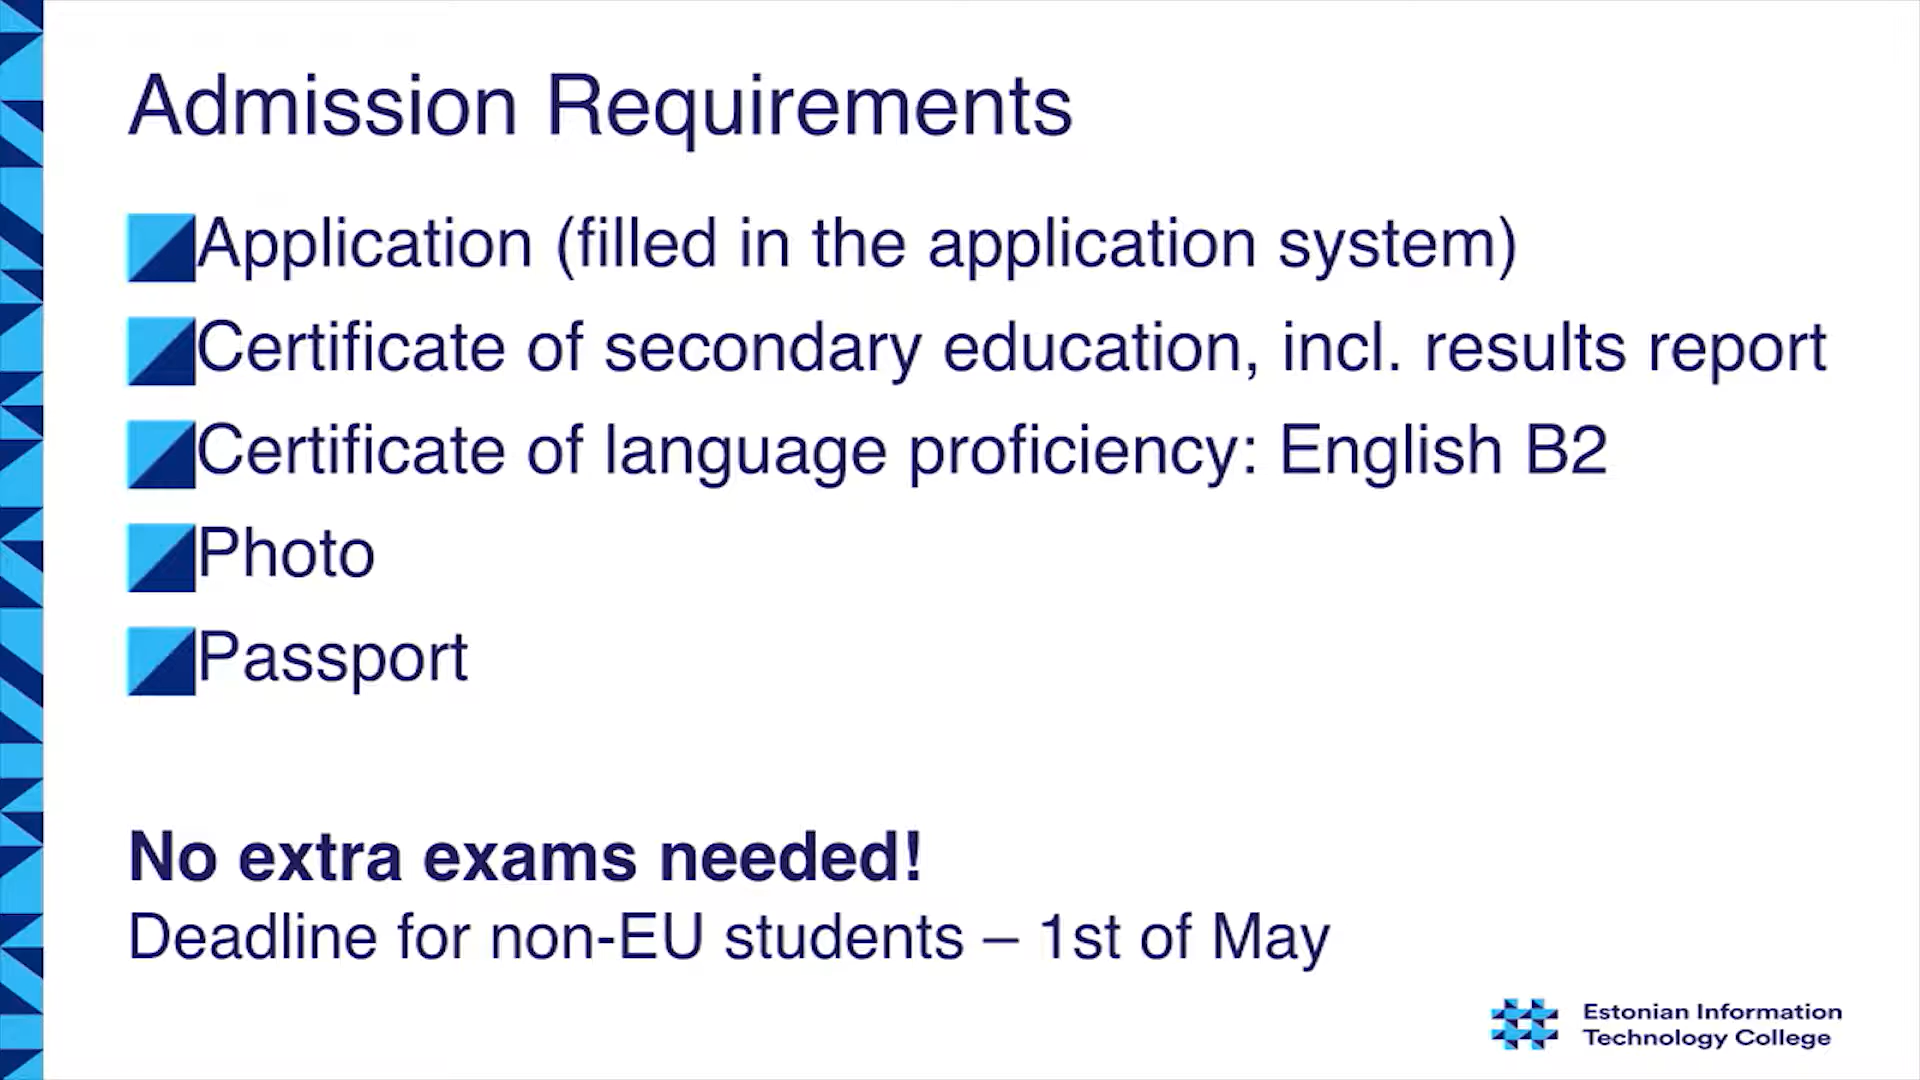 Admission Requirements
Application (filled in the application system)
Certificate of secondary education, incl. results report
Certificate of language proficiency: English B2
Photo
Passport
No extra exams needed!
Deadline for non-EU students – 1st of May
Estonian Information
Technology College